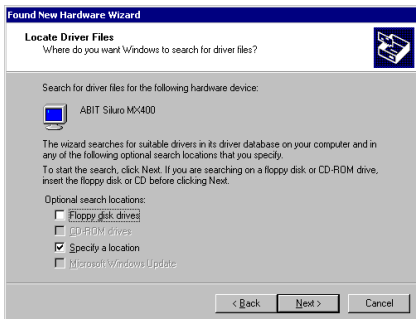 Found New Hardware Wizard
Locate Driver Files
Where do you want Windows to search for driver files?
Search for driver files for the following hardware device:
ABIT Siluro MX400
The wizard searches for suitable drivers in its driver database on your computer and in
any of the following optional search locations that you specify.
To start the search, click Next. If you are searching on a floppy disk or CD-ROM drive,
insert the floppy disk or CD before clicking Next.
Optional search locations:
Floppy disk drives
CD-ROM drives
Specify a location
Microsoft Windows Update
< Back Next > Cancel